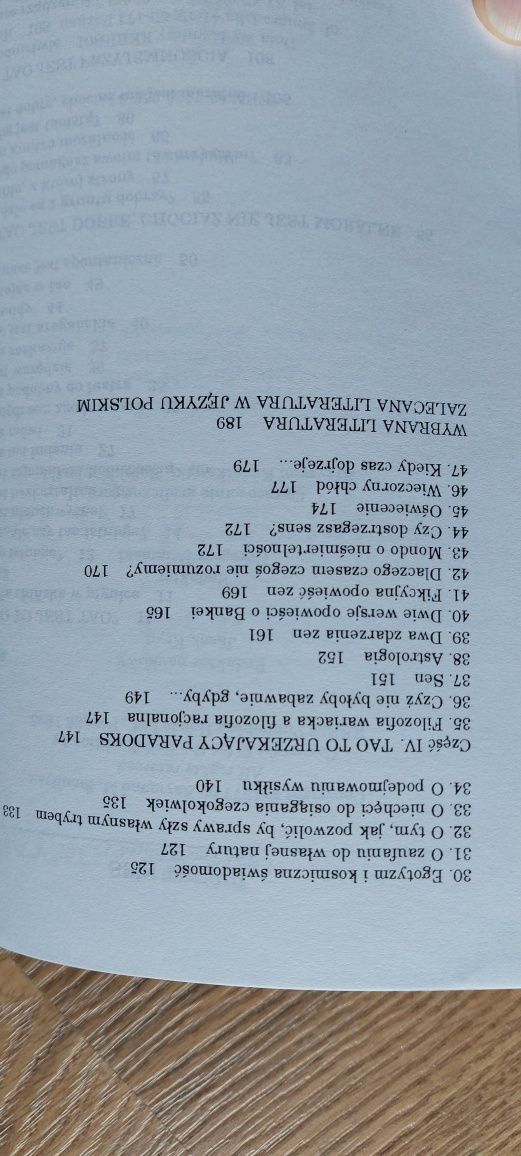 30. Egotyzm i kosmiczna świadomość 125
31. O zaufaniu do własnej natury 127
32. O tym, jak pozwolić, by sprawy szły własnym trybem 133
33. O niechęci do osiągania czegokolwiek 135
34. O podejmowaniu wysiłku 140
Część IV. TAO TO URZEKAJĄCY PARADOKS 147
35. Filozofia wariacka a filozofia racjonalna 147
36. Czyż nie byłoby zabawnie, gdyby... 149
37. Sen 151
38. Astrologia 152
39. Dwa zdarzenia zen 161
40. Dwie wersje opowieści o Bankei 165
41. Fikcyjna opowieść zen 169
42. Dlaczego czasem czegoś nie rozumiemy? 170
43. Mondo o nieśmiertelności 172
44. Czy dostrzegasz sens? 172
45. Oświecenie 174
46. Wieczorny chłód 177
47. Kiedy czas dojrzeje... 179
WYBRANA LITERATURA 189
ZALECANA LITERATURA W JĘZYKU POLSKIM